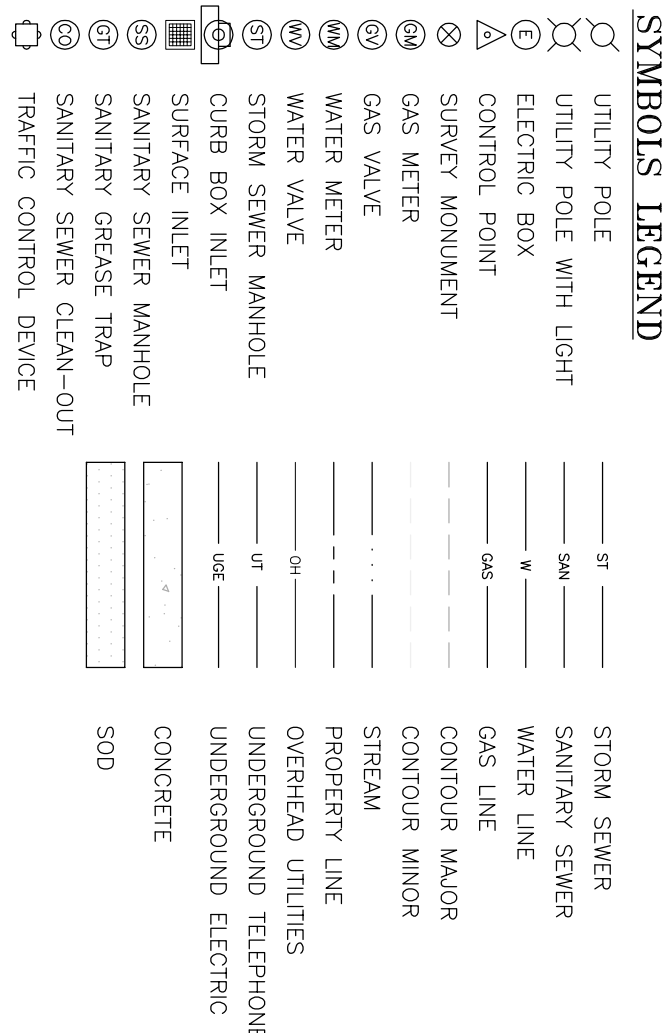 SYMBOLS LEGEND
UTILITY POLE
UTILITY POLE WITH LIGHT
E ELECTRIC BOX
CONTROL POINT
SURVEY MONUMENT
GM GAS METER
GV GAS VALVE
WM WATER METER
WV WATER VALVE
ST STORM SEWER MANHOLE
CURB BOX INLET
SURFACE INLET
SS SANITARY SEWER MANHOLE
GT SANITARY GREASE TRAP
CO SANITARY SEWER CLEAN-OUT
TRAFFIC CONTROL DEVICE
ST STORM SEWER
SAN SANITARY SEWER
W WATER LINE
GAS GAS LINE
CONTOUR MAJOR
CONTOUR MINOR
STREAM
PROPERTY LINE
OH OVERHEAD UTILITIES
UT UNDERGROUND TELEPHONE
UGE UNDERGROUND ELECTRIC
CONCRETE
SOD